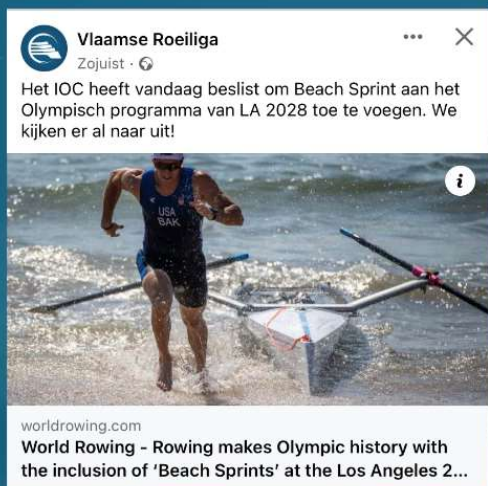 Vlaamse Roeiliga
Zojuist ·
Het IOC heeft vandaag beslist om Beach Sprint aan het
Olympisch programma van LA 2028 toe te voegen. We
kijken er al naar uit!
i
USA
BAK
worldrowing.com
World Rowing - Rowing makes Olympic history with
the inclusion of ‘Beach Sprints’ at the Los Angeles 2...